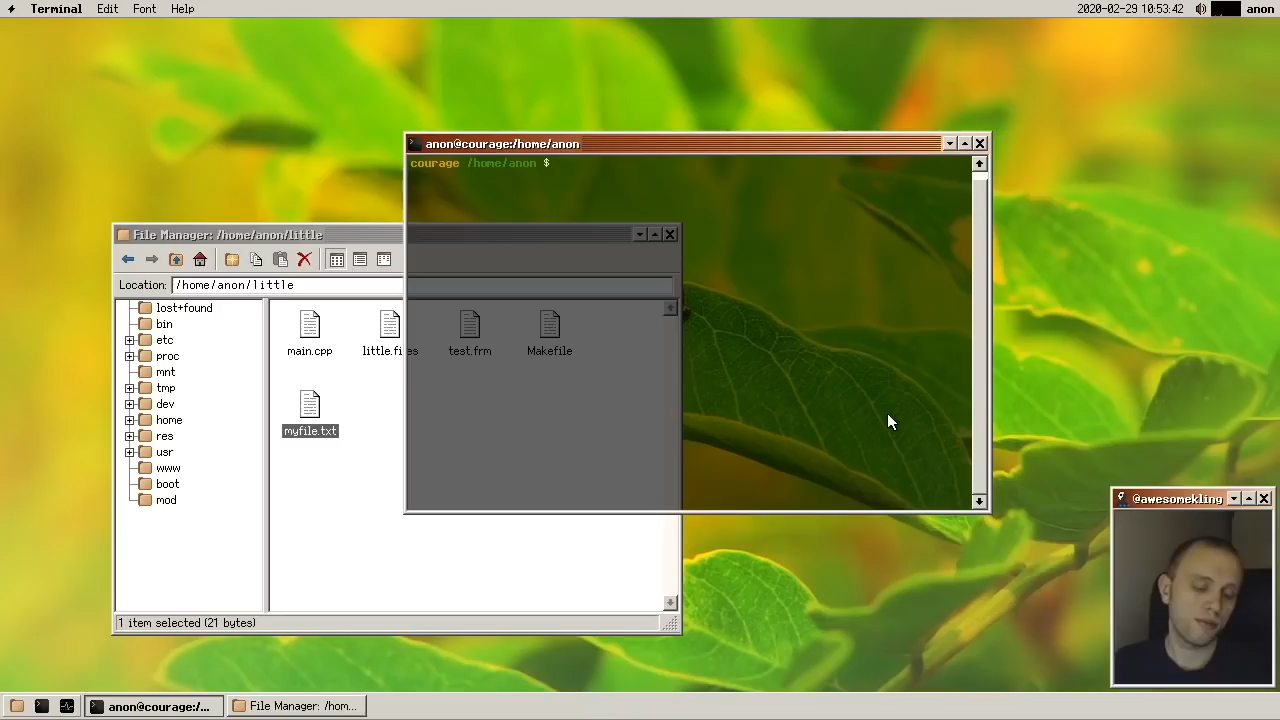 Terminal Edit Font Help 2020-02-29 10:53:42 anon
anon@courage:/home/anon
courage /home/anon $
File Manager: /home/anon/little
Location: /home/anon/little
lost+found
bin
etc
proc
mnt
tmp
dev
home
res
usr
www
boot
mod
main.cpp little.files test.frm Makefile
myfile.txt
1 item selected (21 bytes)
@awesomekling
anon@courage:/... File Manager: /hom...